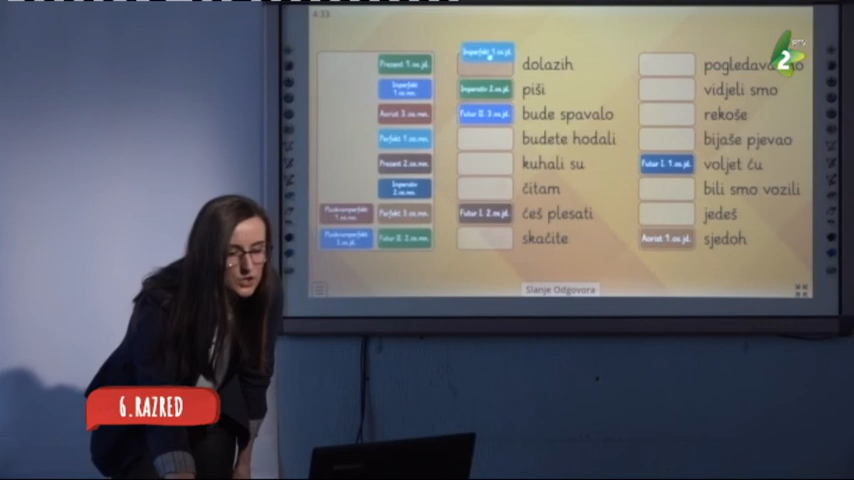 4:33
Prezent 1.os.jd.
Imperfekt 1.os.mn.
Aorist 3.os.mn.
Perfekt 1.os.mn.
Prezent 2.os.mn.
Imperativ 2.os.mn.
Pluskvamperfekt 1.os.mn.
Perfekt 3.os.mn.
Pluskvamperfekt 3.os.jd.
Futur II. 2.os.mn.
Imperfekt 1.os.jd.
dolazih
Imperativ 2.os.jd.
piši
Futur II. 3.os.jd.
bude spavalo
budete hodali
kuhali su
čitam
Futur I. 2.os.jd.
ćeš plesati
skačite
vidjeli smo
rekoše
bijaše pjevao
Futur I. 1.os.jd.
voljet ću
bili smo vozili
jedeš
Aorist 1.os.jd.
sjedoh
Slanje Odgovora
RTV
2
6.RAZRED